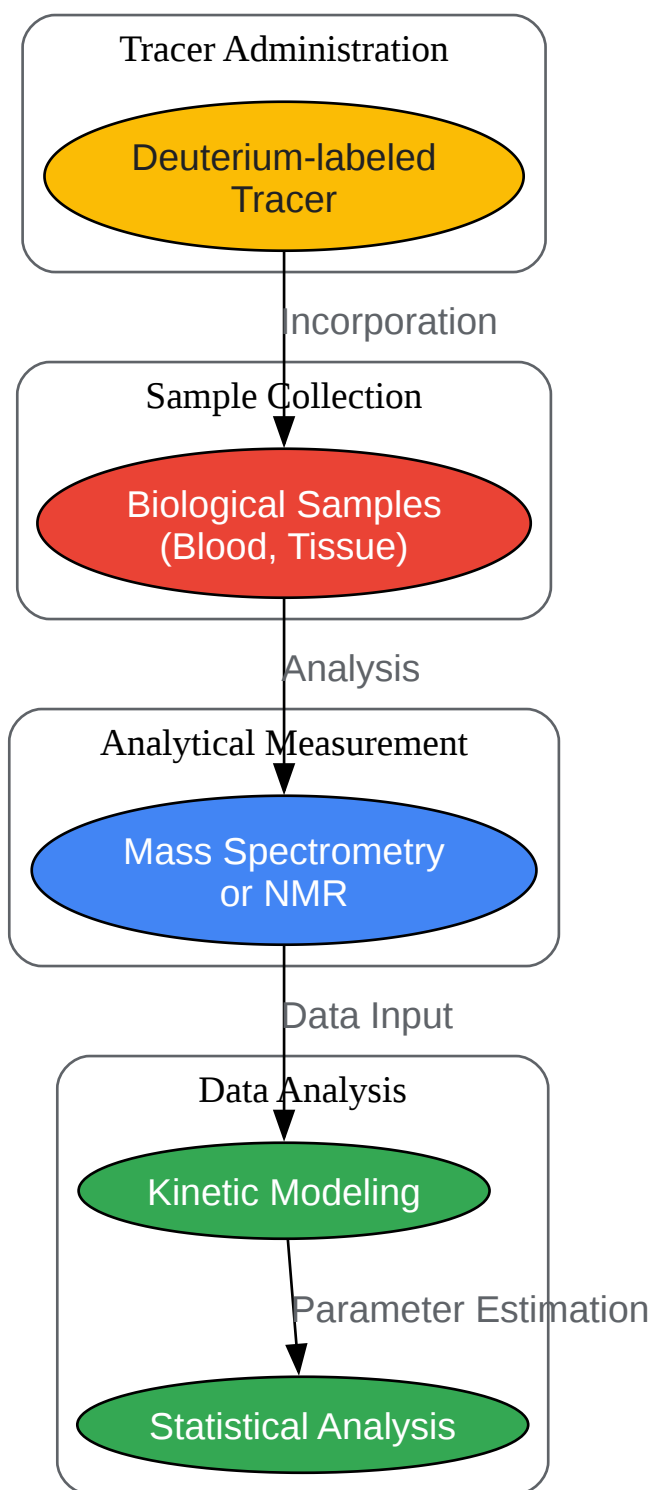 Tracer Administration
Deuterium-labeled
Tracer
Incorporation
Sample Collection
Biological Samples
(Blood, Tissue)
Analysis
Analytical Measurement
Mass Spectrometry
or NMR
Data Input
Data Analysis
Kinetic Modeling
Parameter Estimation
Statistical Analysis